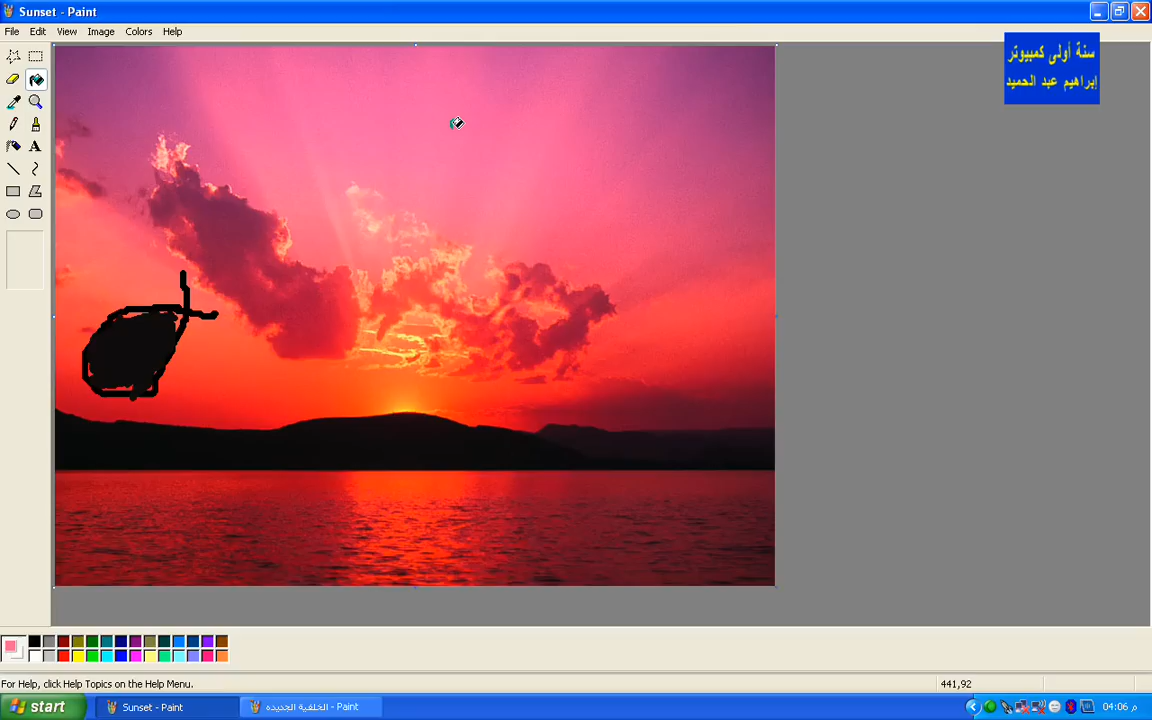 Sunset - Paint
File Edit View Image Colors Help
سنة أولى كمبيوتر
إبراهيم عبد الحميد
A
For Help, click Help Topics on the Help Menu.
441,92
start
Sunset - Paint
الخلفية الجديده - Paint
04:06 م